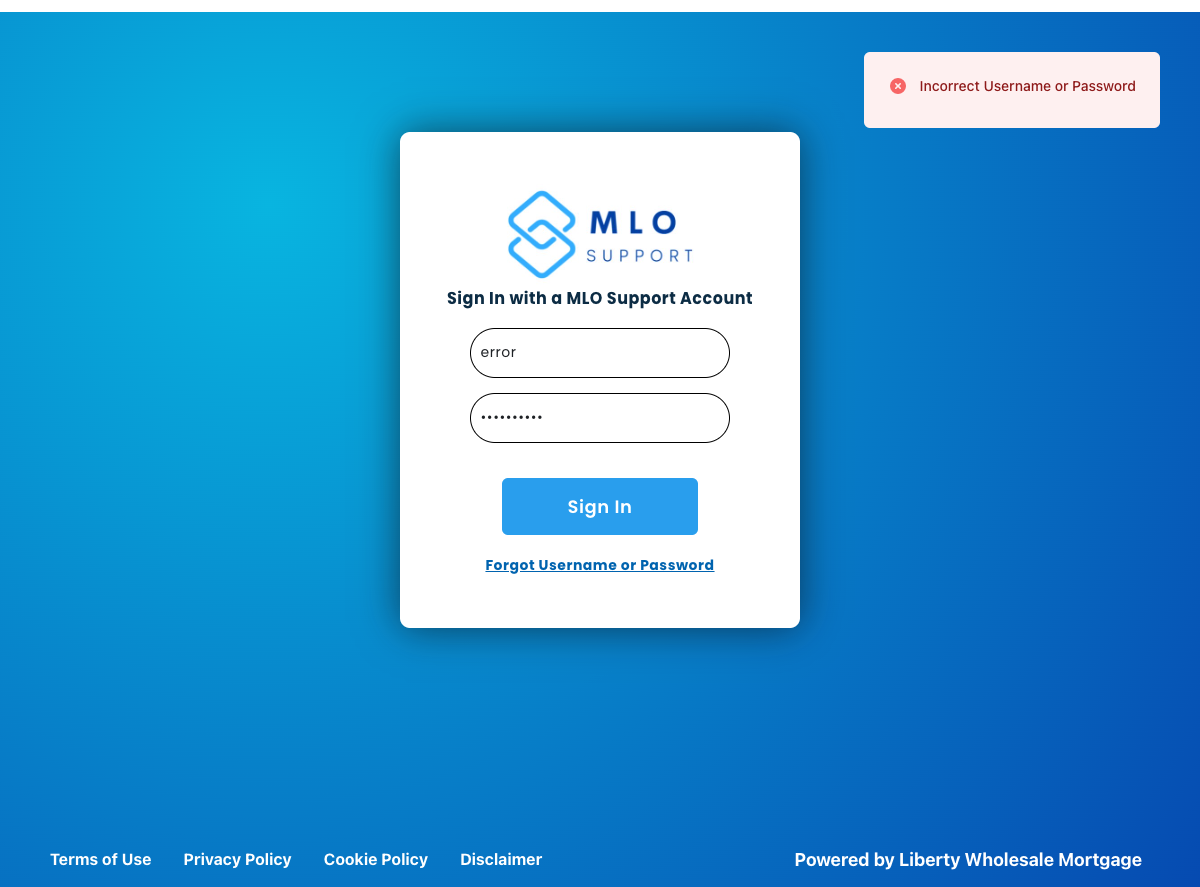 Incorrect Username or Password
MLO
SUPPORT
Sign In with a MLO Support Account
error
••••••••••
Sign In
Forgot Username or Password
Terms of Use Privacy Policy Cookie Policy Disclaimer
Powered by Liberty Wholesale Mortgage